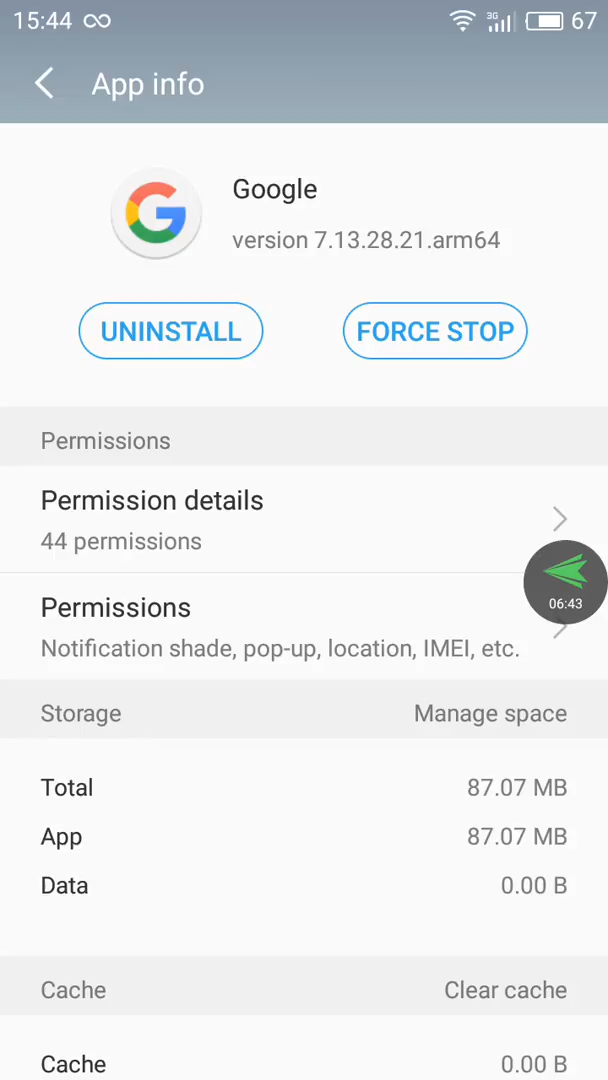 15:44 3G 67
App info
Google
version 7.13.28.21.arm64
UNINSTALL FORCE STOP
Permissions
Permission details
44 permissions
06:43
Permissions
Notification shade, pop-up, location, IMEI, etc.
Storage Manage space
Total 87.07 MB
App 87.07 MB
Data 0.00 B
Cache Clear cache
Cache 0.00 B